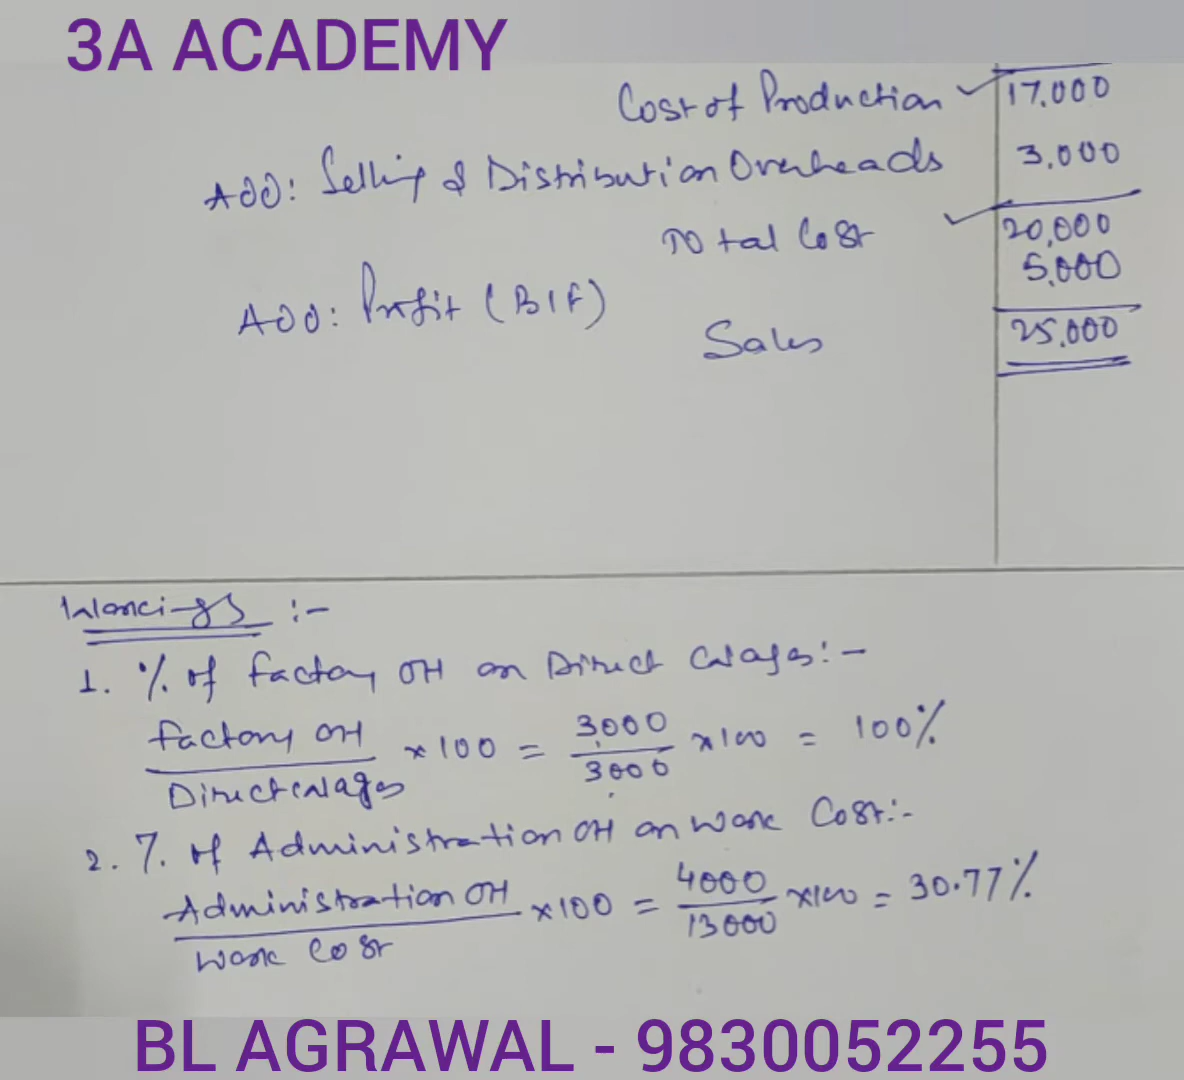 3A ACADEMY
Cost of Production 17,000
ADD: Selling & Distribution Overheads 3,000
Total Cost 20,000
ADD: Profit (B/F) 5,000
Sales 25,000
Workings :-
1. % of factory OH on Direct Wages:-
factory OH / Direct Wages × 100 = 3000 / 3000 × 100 = 100%
2. % of Administration OH on Work Cost:-
Administration OH / Work Cost × 100 = 4000 / 13000 × 100 = 30.77%
BL AGRAWAL - 9830052255